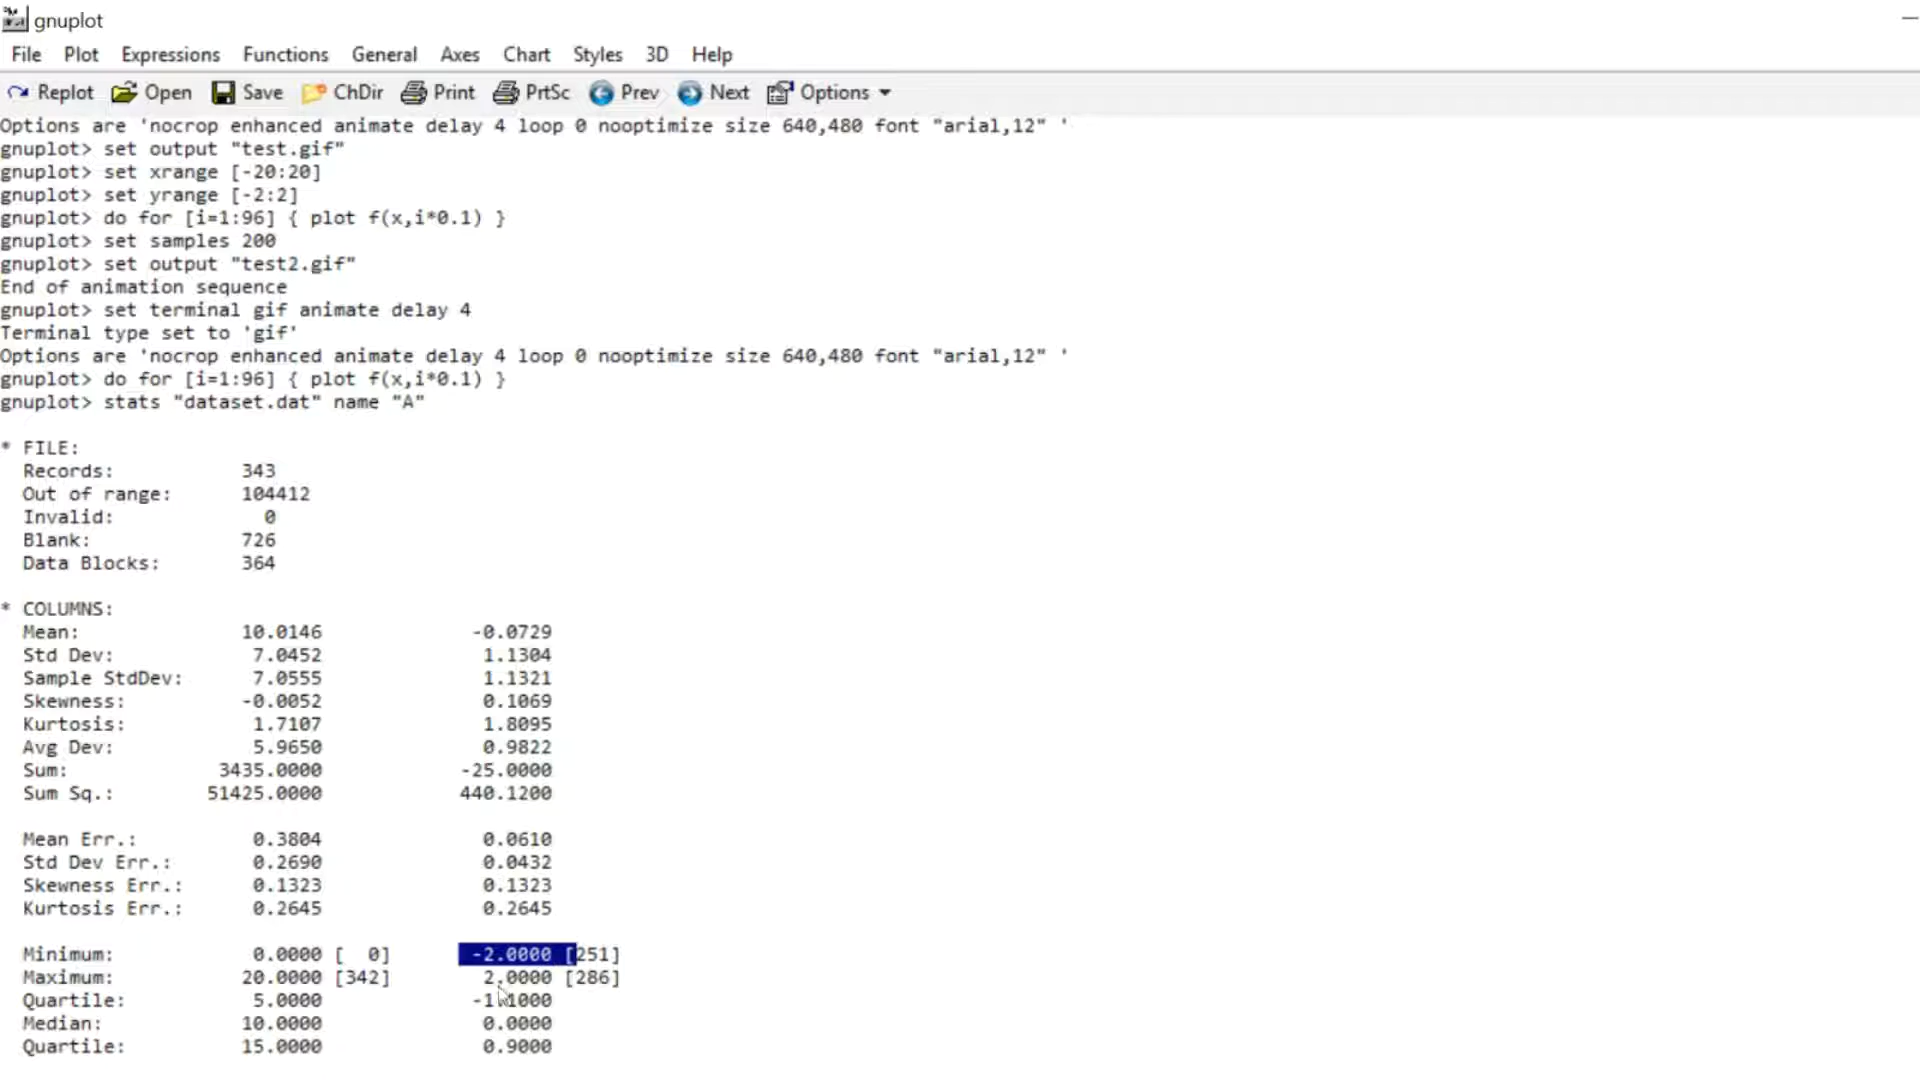 gnuplot
File Plot Expressions Functions General Axes Chart Styles 3D Help
Replot Open Save ChDir Print PrtSc Prev Next Options
Options are 'nocrop enhanced animate delay 4 loop 0 nooptimize size 640,480 font "arial,12" '
gnuplot> set output "test.gif"
gnuplot> set xrange [-20:20]
gnuplot> set yrange [-2:2]
gnuplot> do for [i=1:96] { plot f(x,i*0.1) }
gnuplot> set samples 200
gnuplot> set output "test2.gif"
End of animation sequence
gnuplot> set terminal gif animate delay 4
Terminal type set to 'gif'
Options are 'nocrop enhanced animate delay 4 loop 0 nooptimize size 640,480 font "arial,12" '
gnuplot> do for [i=1:96] { plot f(x,i*0.1) }
gnuplot> stats "dataset.dat" name "A"
* FILE:
Records: 343
Out of range: 104412
Invalid: 0
Blank: 726
Data Blocks: 364
* COLUMNS:
Mean: 10.0146 -0.0729
Std Dev: 7.0452 1.1304
Sample StdDev: 7.0555 1.1321
Skewness: -0.0052 0.1069
Kurtosis: 1.7107 1.8095
Avg Dev: 5.9650 0.9822
Sum: 3435.0000 -25.0000
Sum Sq.: 51425.0000 440.1200
Mean Err.: 0.3804 0.0610
Std Dev Err.: 0.2690 0.0432
Skewness Err.: 0.1323 0.1323
Kurtosis Err.: 0.2645 0.2645
Minimum: 0.0000 [ 0] -2.0000 [251]
Maximum: 20.0000 [342] 2.0000 [286]
Quartile: 5.0000 -1.1000
Median: 10.0000 0.0000
Quartile: 15.0000 0.9000